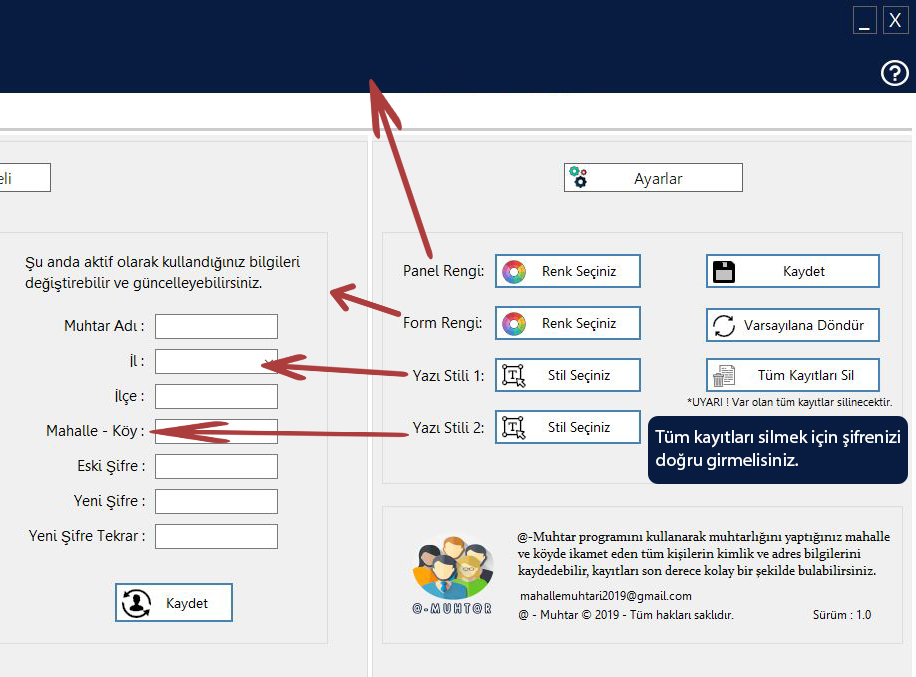 _ X
?
eli
Şu anda aktif olarak kullandığınız bilgileri
değiştirebilir ve güncelleyebilirsiniz.
Muhtar Adı :
İl :
İlçe :
Mahalle - Köy :
Eski Şifre :
Yeni Şifre :
Yeni Şifre Tekrar :
Kaydet
Ayarlar
Panel Rengi: Renk Seçiniz Kaydet
Form Rengi: Renk Seçiniz Varsayılana Döndür
Yazı Stili 1: Stil Seçiniz Tüm Kayıtları Sil
*UYARI ! Var olan tüm kayıtlar silinecektir.
Yazı Stili 2: Stil Seçiniz
Tüm kayıtları silmek için şifrenizi
doğru girmelisiniz.
@-Muhtar programını kullanarak muhtarlığını yaptığınız mahalle
ve köyde ikamet eden tüm kişilerin kimlik ve adres bilgilerini
kaydedebilir, kayıtları son derece kolay bir şekilde bulabilirsiniz.
@-MUHTAR
mahallemuhtari2019@gmail.com
@ - Muhtar © 2019 - Tüm hakları saklıdır. Sürüm : 1.0